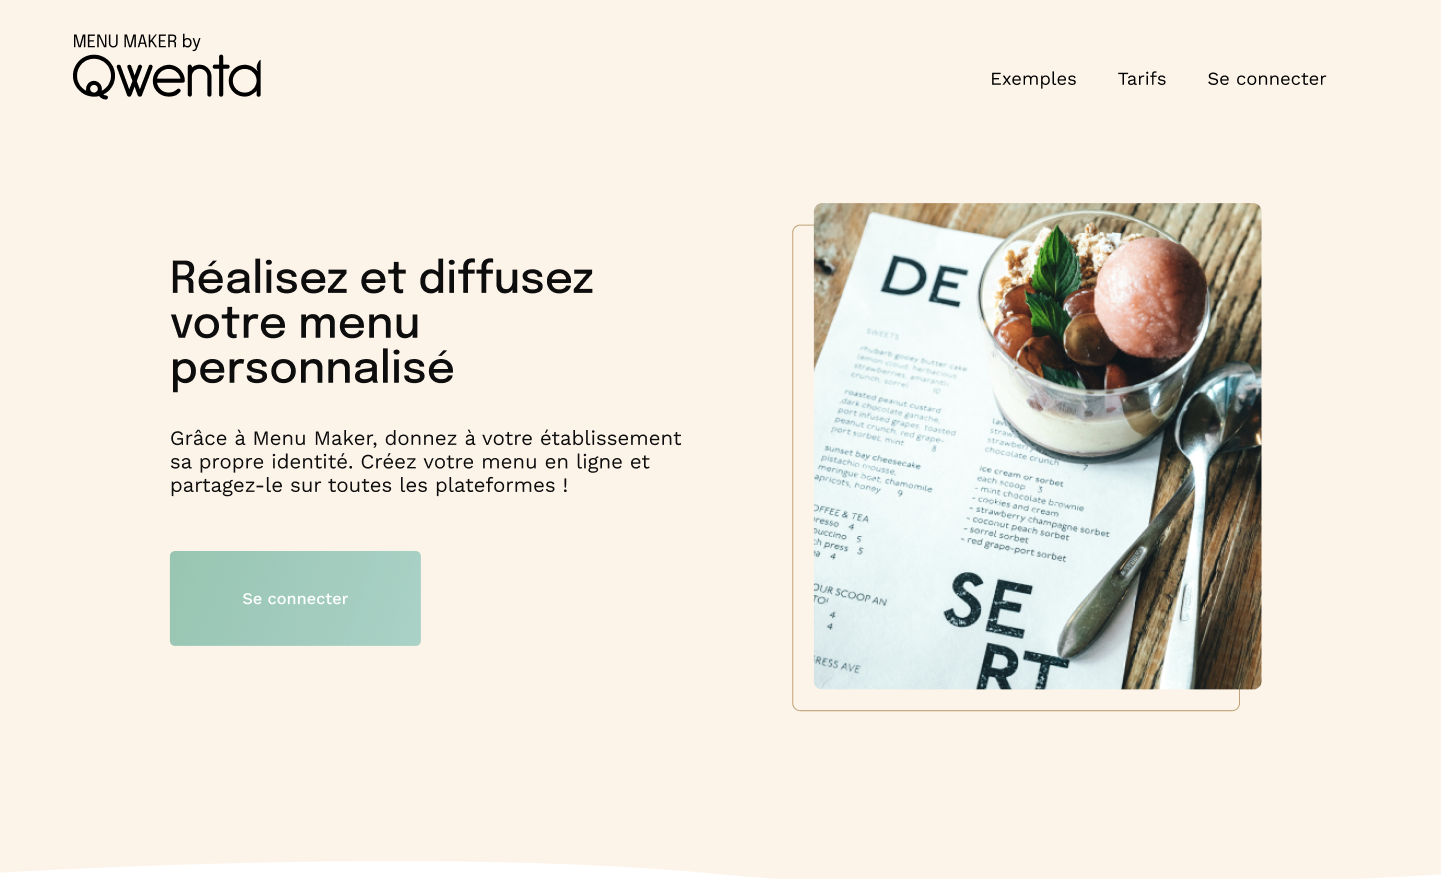 MENU MAKER by
Qwenta
Exemples
Tarifs
Se connecter
Réalisez et diffusez
votre menu
personnalisé
Grâce à Menu Maker, donnez à votre établissement
sa propre identité. Créez votre menu en ligne et
partagez-le sur toutes les plateformes !
Se connecter
DE
SWEETS
rhubarb gooey butter cake
lemon cloud, herbacious
strawberries, amaranth
crunch, sorrel 10
roasted peanut custard
dark chocolate ganache,
port infused grapes, toasted
peanut crunch, red grape-
port sorbet, mint 8
sunset bay cheesecake
pistachio mousse,
meringue boat, chamomile
apricots, honey 9
chocolate crunch 7
ice cream or sorbet
each scoop 3
- mint chocolate brownie
- cookies and cream
- strawberry champagne sorbet
- coconut peach sorbet
- sorrel sorbet
- red grape-port sorbet
OFFEE & TEA
resso 4
puccino 5
ch press 5
4
OUR SCOOP AN
TO!
4
4
RESS AVE
SE
RT